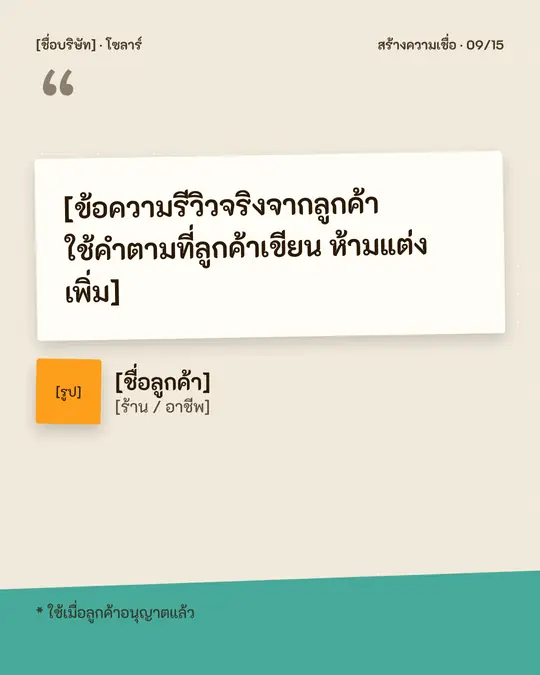 [ชื่อบริษัท] · โซลาร์
สร้างความเชื่อ · 09/15
“
[ข้อความรีวิวจริงจากลูกค้า
ใช้คำตามที่ลูกค้าเขียน ห้ามแต่ง
เพิ่ม]
[รูป]
[ชื่อลูกค้า]
[ร้าน / อาชีพ]
* ใช้เมื่อลูกค้าอนุญาตแล้ว